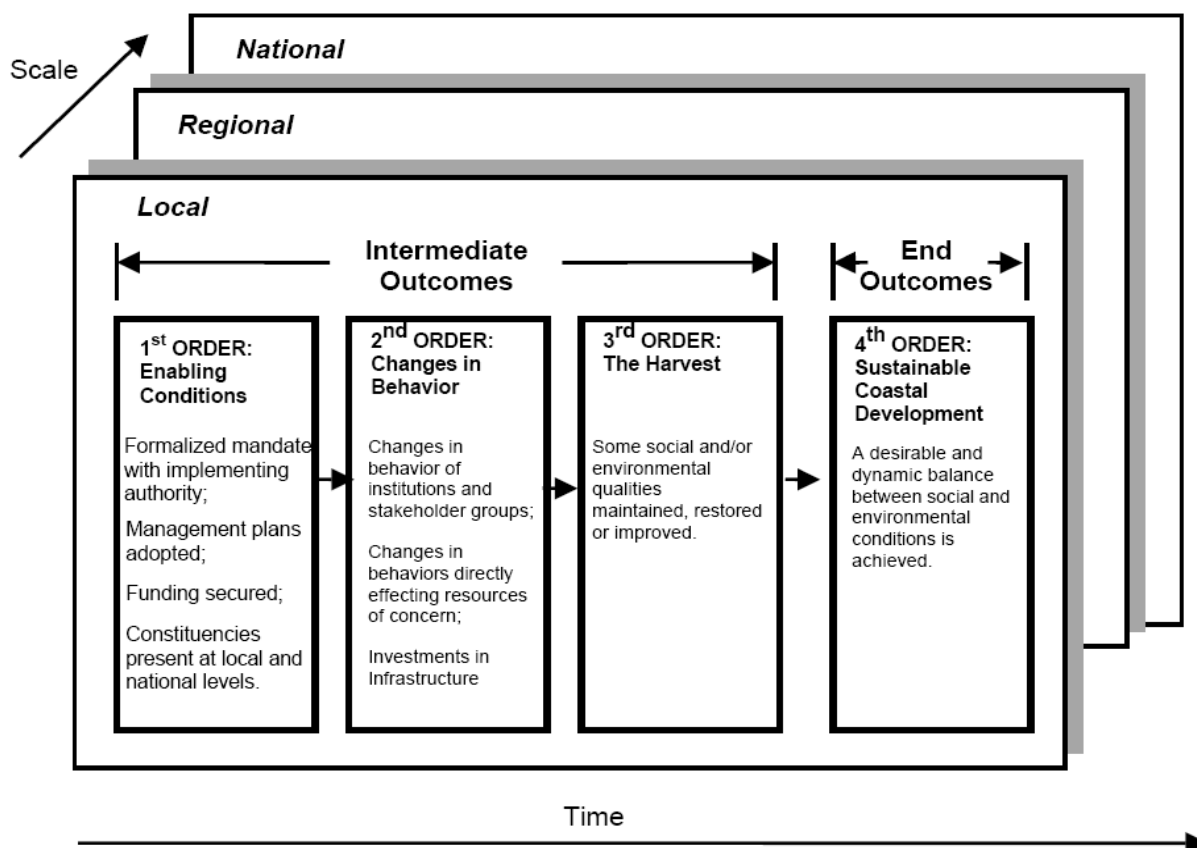 Scale
National
Regional
Local
Intermediate
Outcomes
End
Outcomes
1st ORDER:
Enabling
Conditions
Formalized mandate
with implementing
authority;
Management plans
adopted;
Funding secured;
Constituencies
present at local and
national levels.
2nd ORDER:
Changes in
Behavior
Changes in
behavior of
institutions and
stakeholder groups;
Changes in
behaviors directly
effecting resources
of concern;
Investments in
Infrastructure
3rd ORDER:
The Harvest
Some social and/or
environmental
qualities
maintained, restored
or improved.
4th ORDER:
Sustainable
Coastal
Development
A desirable and
dynamic balance
between social and
environmental
conditions is
achieved.
Time